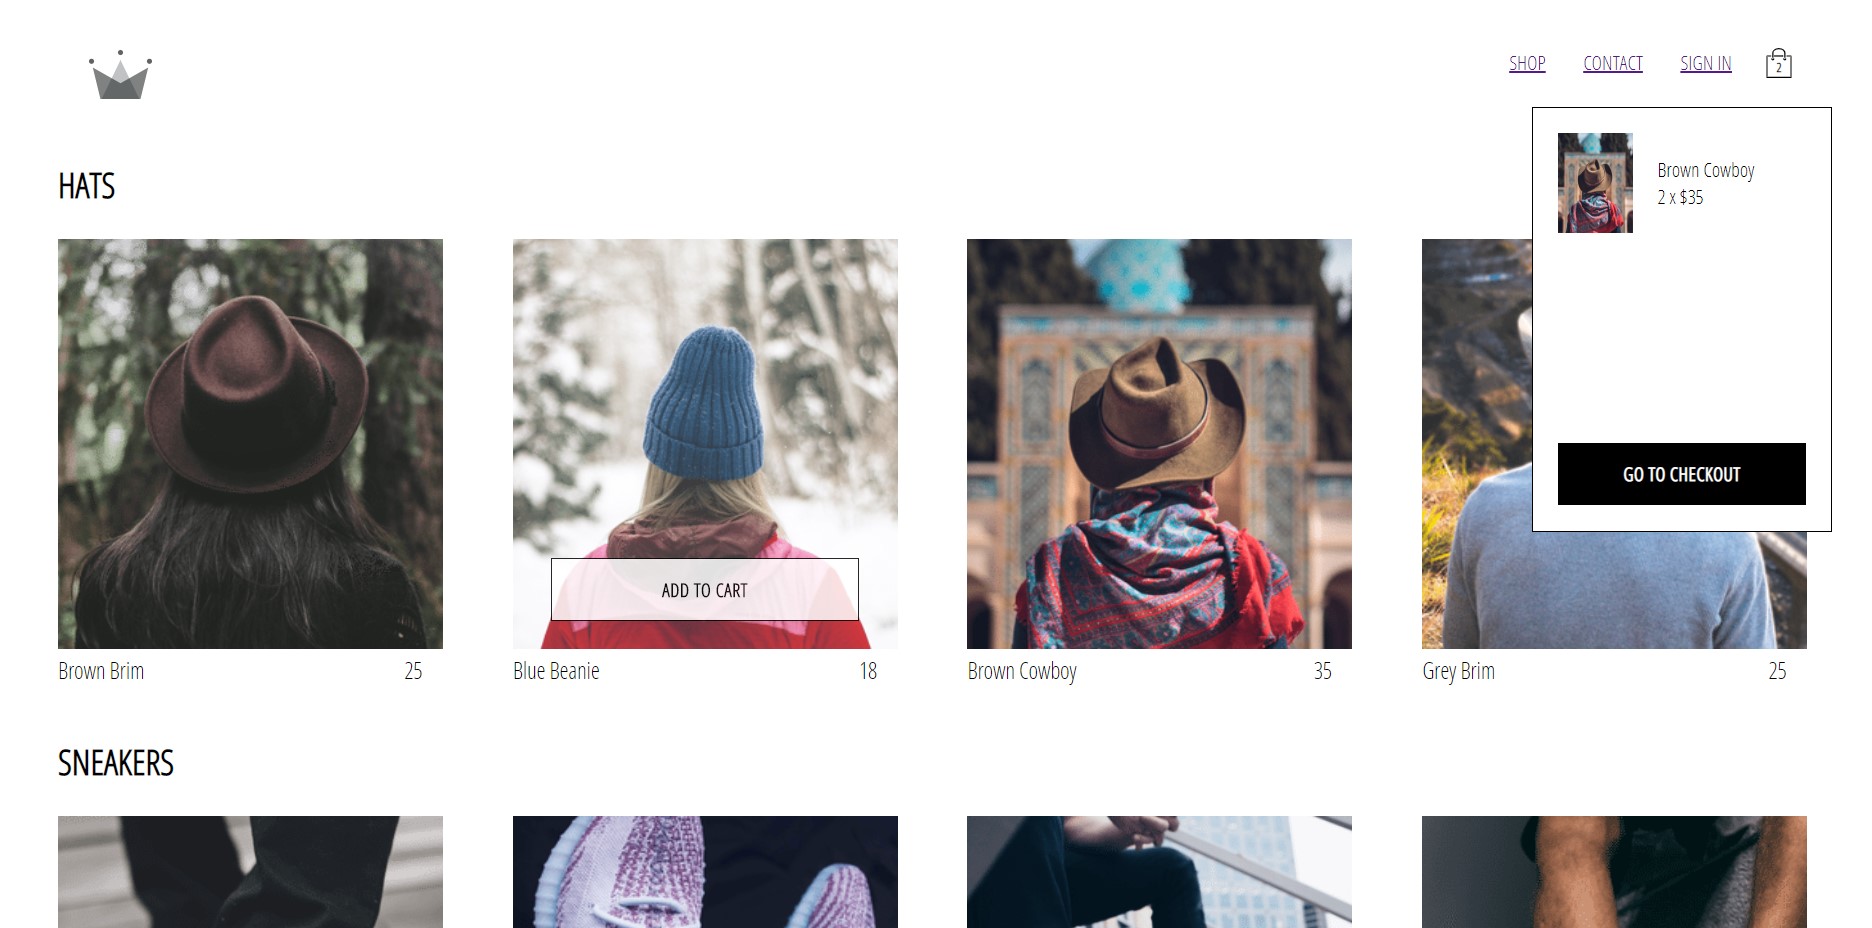 SHOP
CONTACT
SIGN IN
2
Brown Cowboy
2 x $35
GO TO CHECKOUT
HATS
ADD TO CART
Brown Brim
25
Blue Beanie
18
Brown Cowboy
35
Grey Brim
25
SNEAKERS